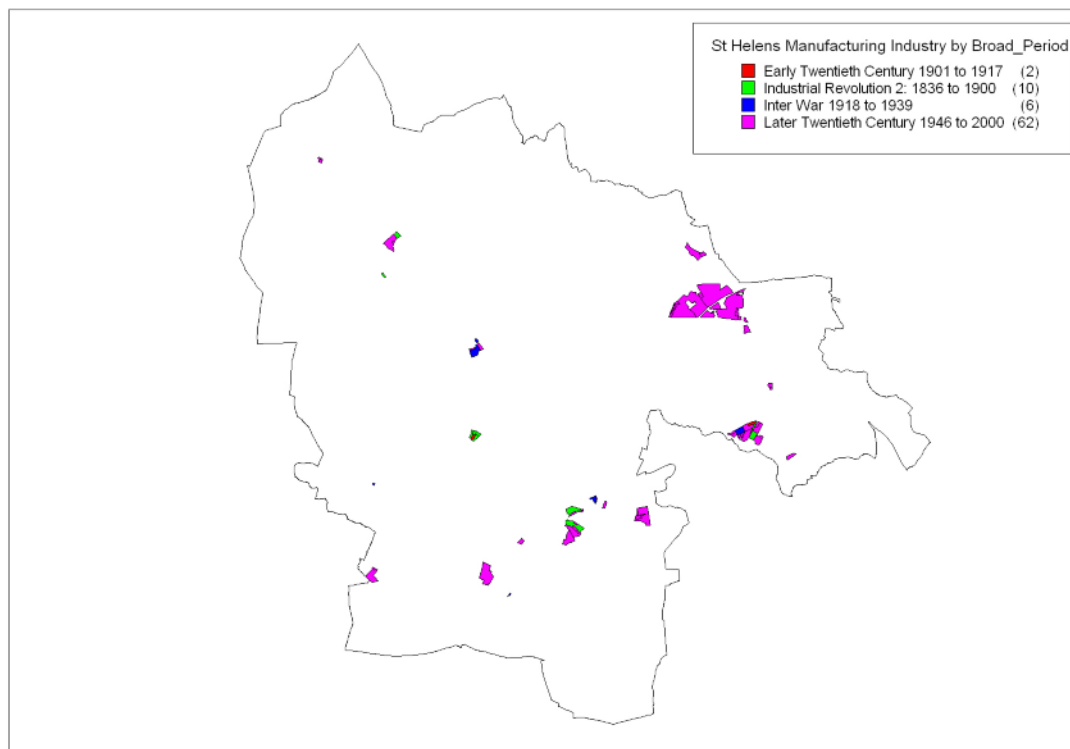 St Helens Manufacturing Industry by Broad_Period
Early Twentieth Century 1901 to 1917 (2)
Industrial Revolution 2: 1836 to 1900 (10)
Inter War 1918 to 1939 (6)
Later Twentieth Century 1946 to 2000 (62)